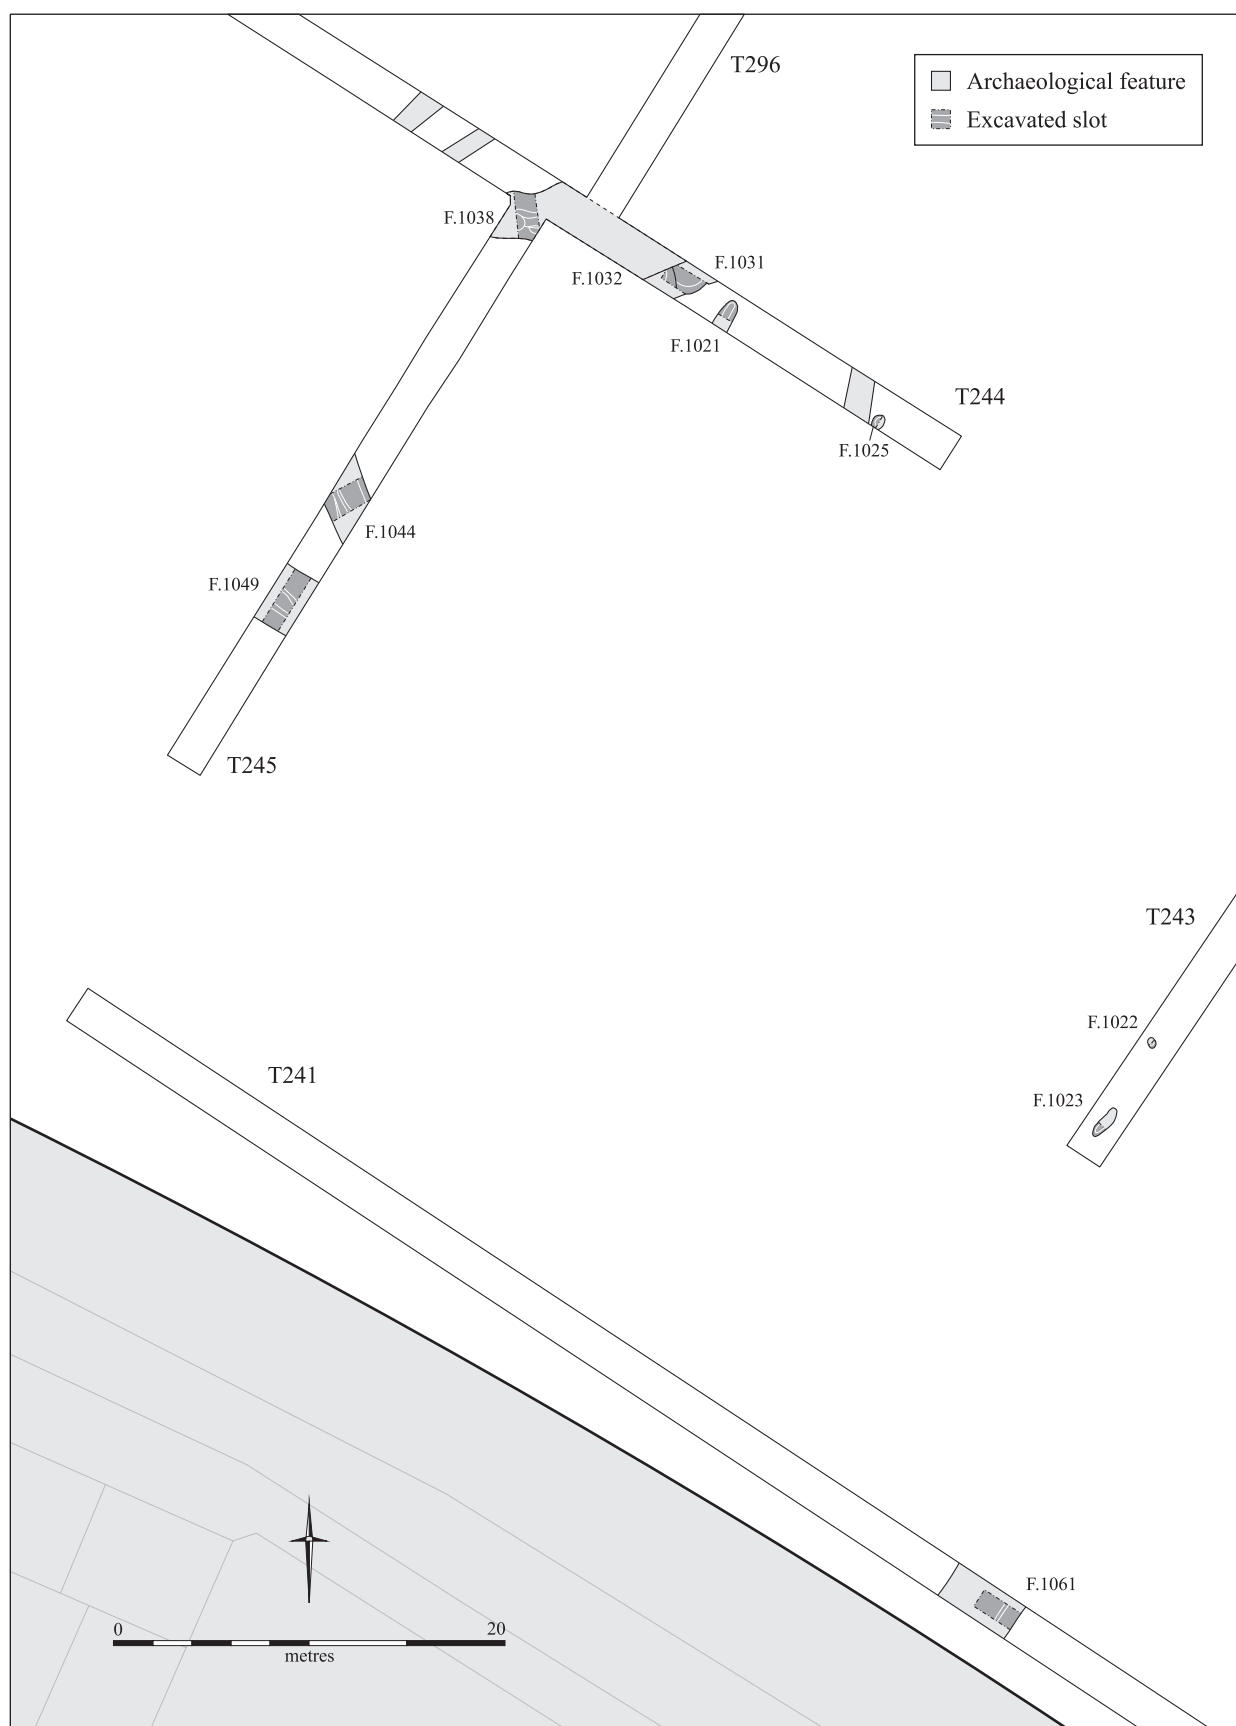 T296
Archaeological feature
Excavated slot
F.1038
F.1031
F.1032
F.1021
T244
F.1025
F.1044
F.1049
T245
T243
F.1022
T241
F.1023
F.1061
0 20
metres